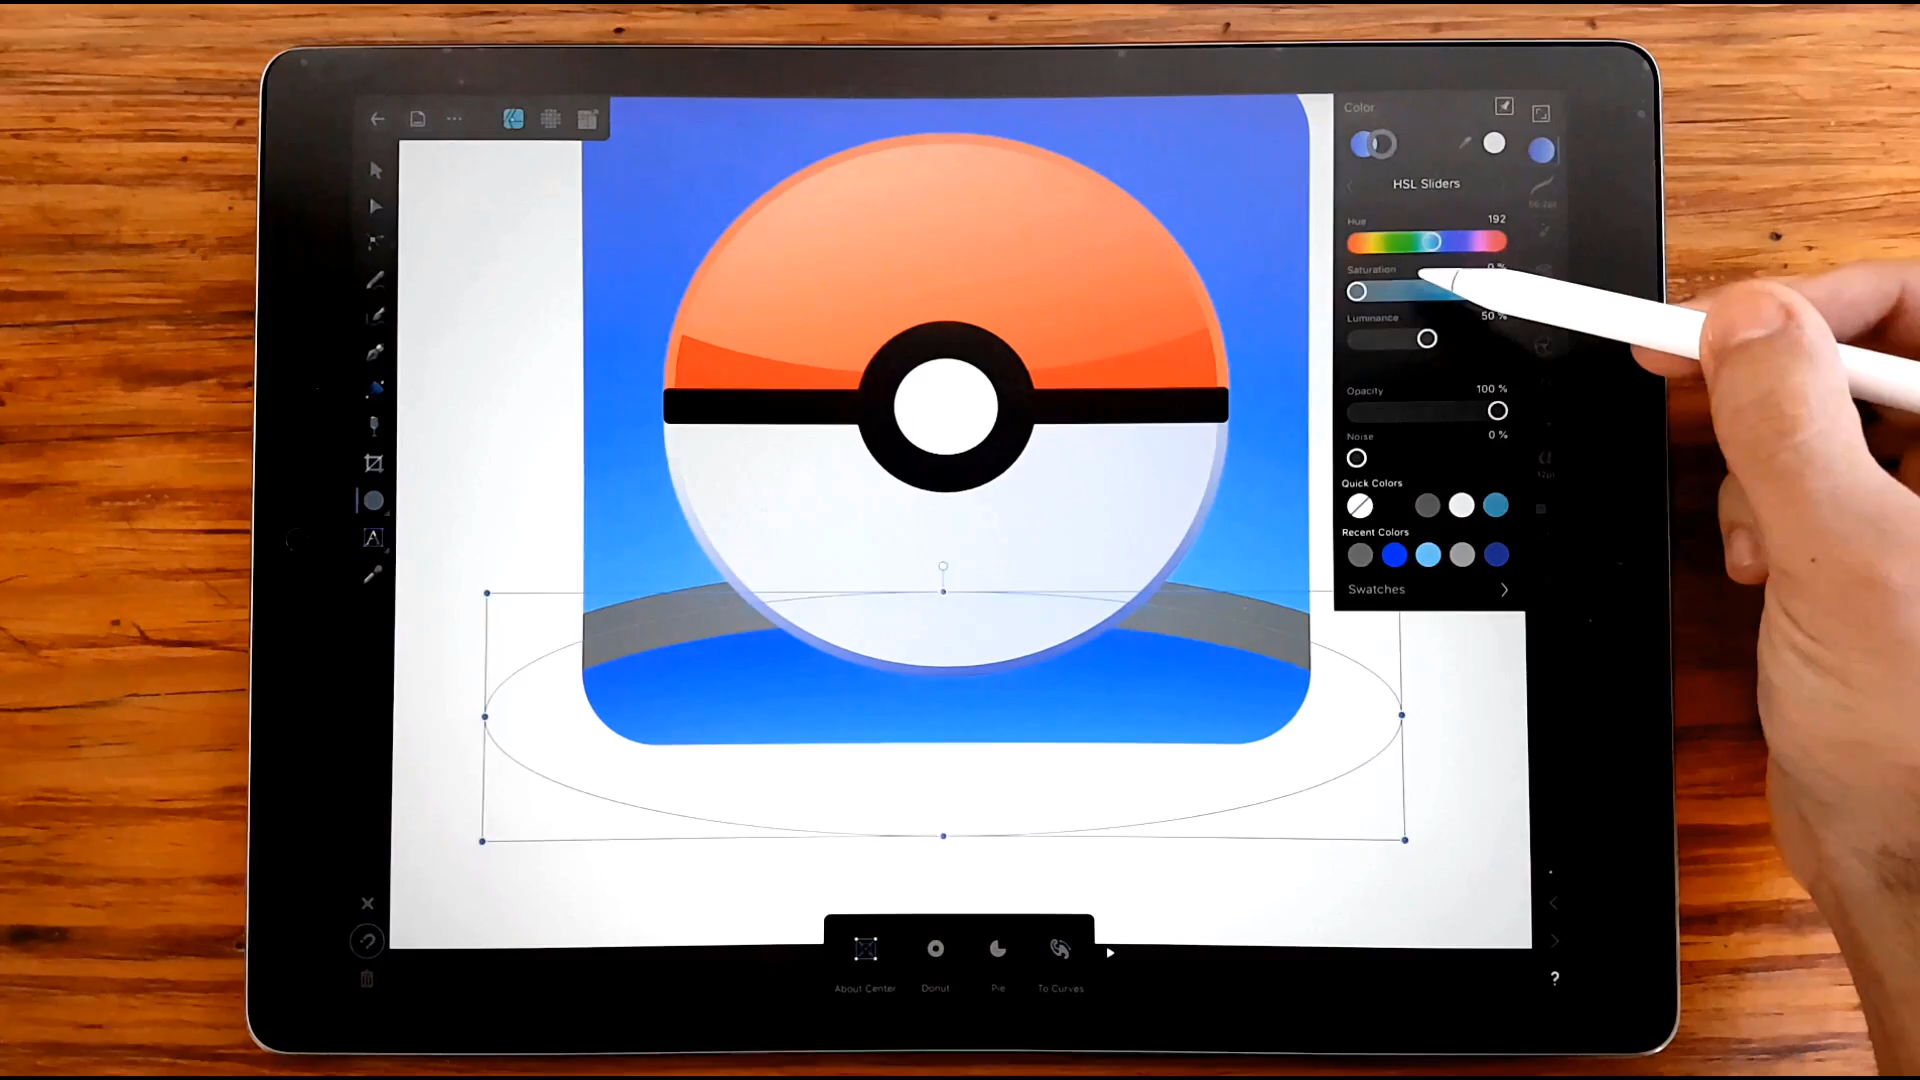 Color
HSL Sliders
Hue 192
Saturation 0 %
Luminance 50 %
Opacity 100 %
Noise 0 %
Quick Colors
Recent Colors
Swatches
A
About Center Donut Pie To Curves
?